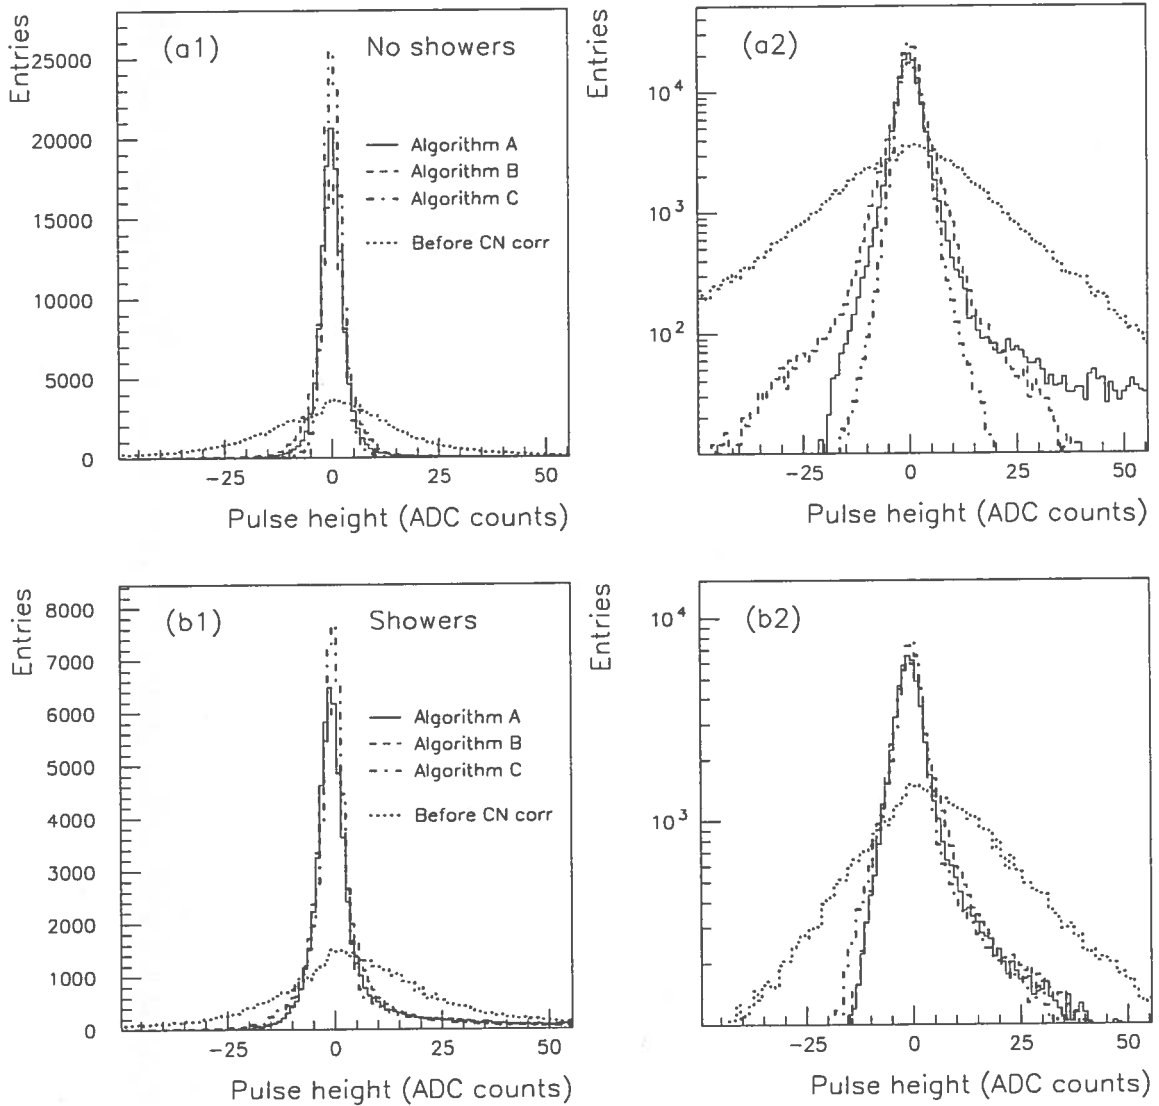 Entries
(a1)
No showers
25000
20000
15000
10000
5000
0
Algorithm A
Algorithm B
Algorithm C
Before CN corr
-25
0
25
50
Pulse height (ADC counts)
Entries
(a2)
10^4
10^3
10^2
-25
0
25
50
Pulse height (ADC counts)
Entries
(b1)
Showers
8000
7000
6000
5000
4000
3000
2000
1000
0
Algorithm A
Algorithm B
Algorithm C
Before CN corr
-25
0
25
50
Pulse height (ADC counts)
Entries
(b2)
10^4
10^3
-25
0
25
50
Pulse height (ADC counts)